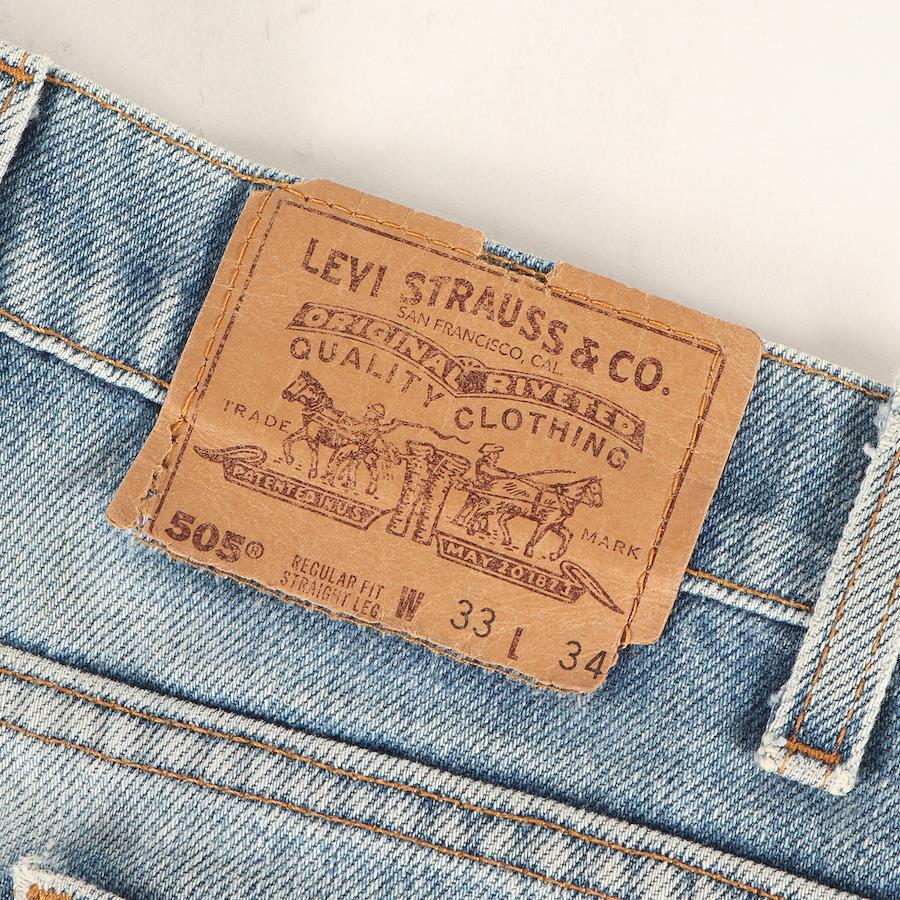 LEVI STRAUSS & CO.
SAN FRANCISCO, CAL.
ORIGINAL RIVETED
QUALITY CLOTHING
TRADE MARK
PATENTED IN U.S.
MAY 20 1873
505®
REGULAR FIT
STRAIGHT LEG
W 33 L 34